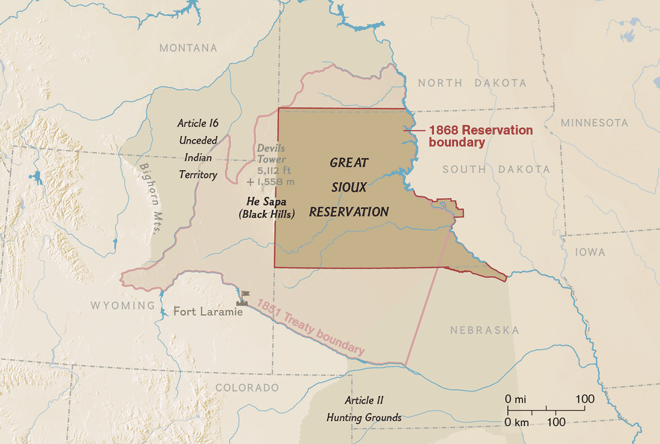 MONTANA
NORTH DAKOTA
Article 16
Unceded
Indian
Territory
MINNESOTA
1868 Reservation
boundary
Devils
Tower
5,112 ft
+ 1,558 m
GREAT
SIOUX
RESERVATION
SOUTH DAKOTA
Bighorn Mts.
He Sapa
(Black Hills)
IOWA
WYOMING
Fort Laramie
1851 Treaty boundary
NEBRASKA
COLORADO
Article 11
Hunting Grounds
0 mi 100
0 km 100